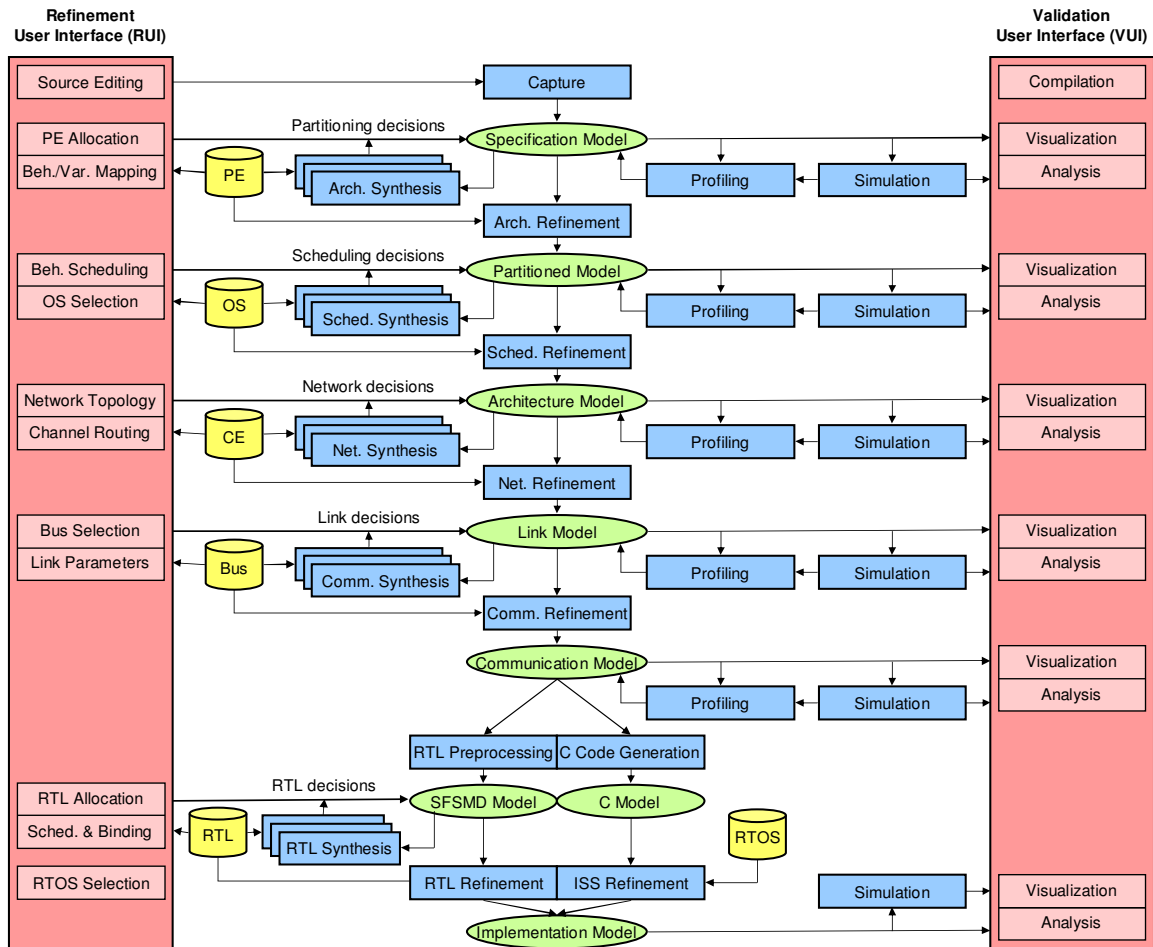 Refinement
User Interface (RUI)
Validation
User Interface (VUI)
Source Editing
Capture
Compilation
Partitioning decisions
PE Allocation
Specification Model
Visualization
Beh./Var. Mapping
PE
Arch. Synthesis
Profiling
Simulation
Analysis
Arch. Refinement
Scheduling decisions
Beh. Scheduling
Partitioned Model
Visualization
OS Selection
OS
Sched. Synthesis
Profiling
Simulation
Analysis
Sched. Refinement
Network decisions
Network Topology
Architecture Model
Visualization
Channel Routing
CE
Net. Synthesis
Profiling
Simulation
Analysis
Net. Refinement
Link decisions
Bus Selection
Link Model
Visualization
Link Parameters
Bus
Comm. Synthesis
Profiling
Simulation
Analysis
Comm. Refinement
Communication Model
Visualization
Profiling
Simulation
Analysis
RTL Preprocessing
C Code Generation
RTL decisions
RTL Allocation
SFSMD Model
C Model
Sched. & Binding
RTL
RTL Synthesis
RTOS
RTOS Selection
RTL Refinement
ISS Refinement
Simulation
Visualization
Implementation Model
Analysis